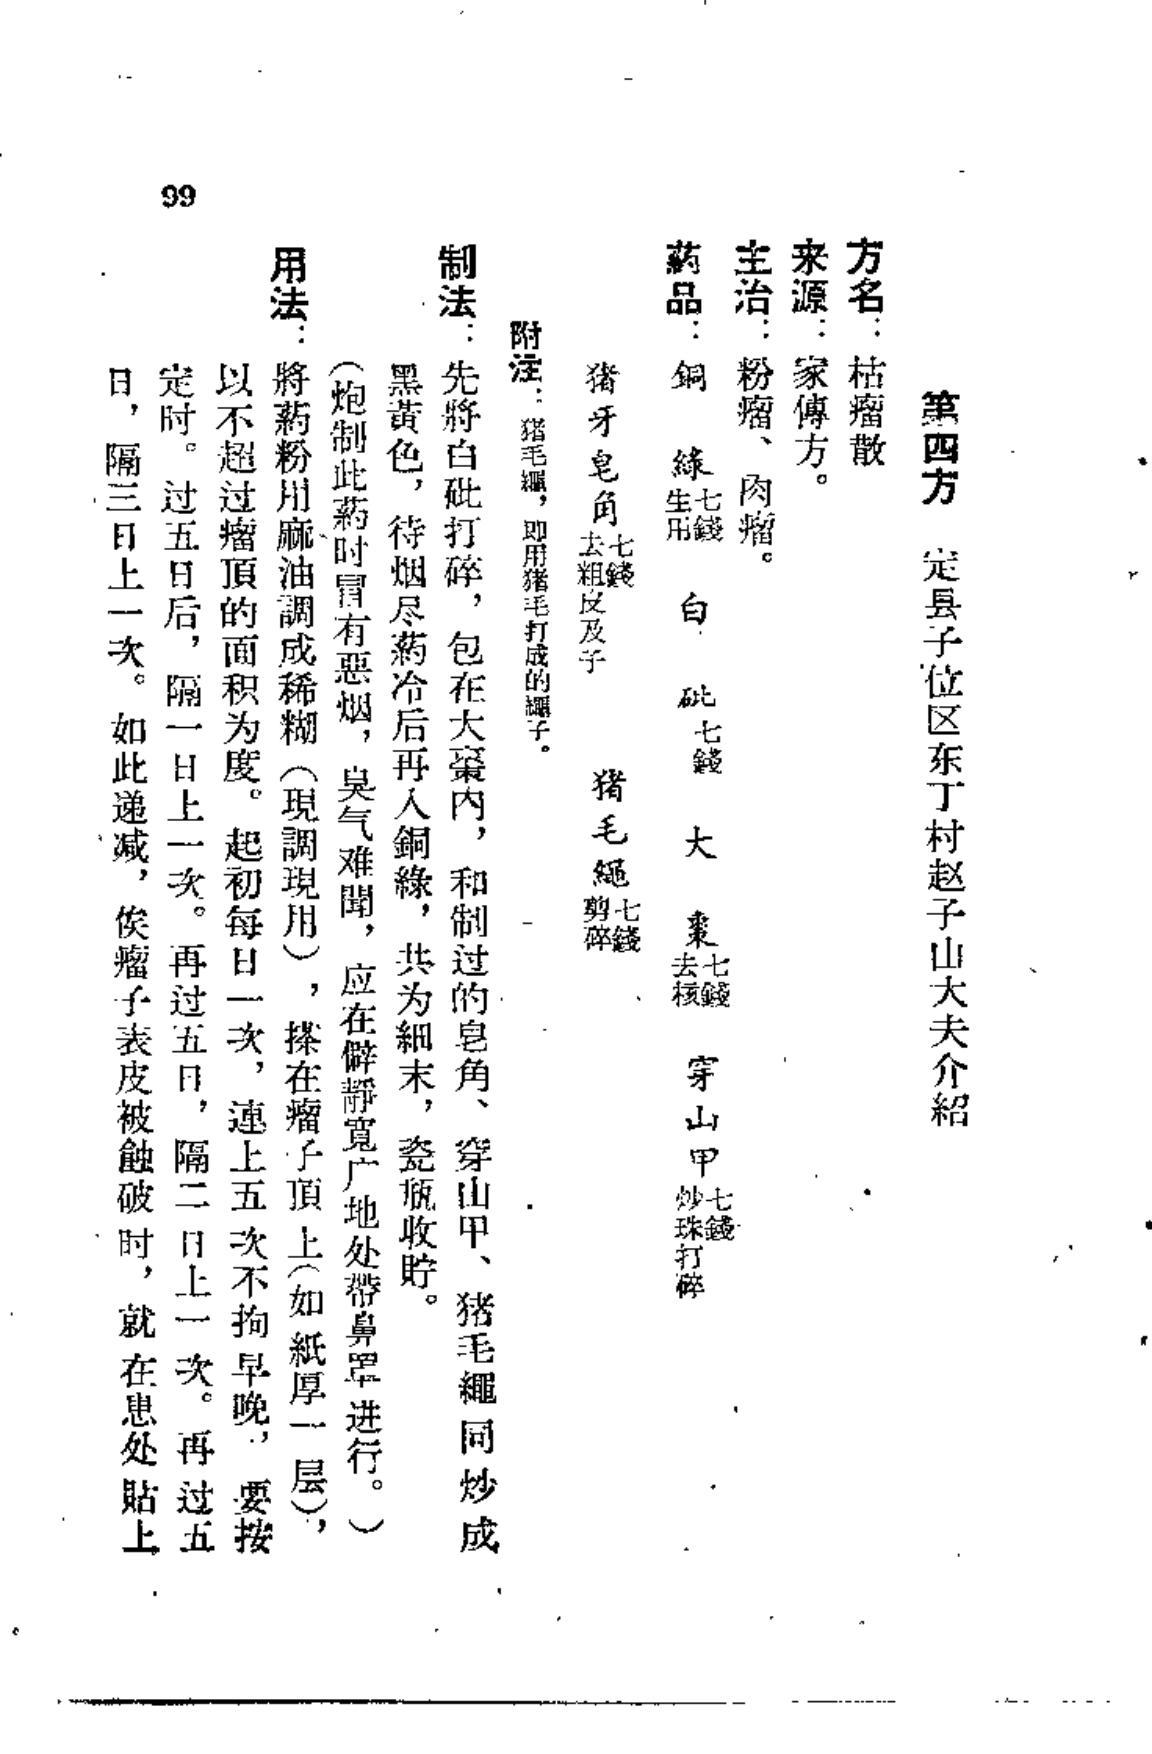 第四方　定县子位区东丁村赵子山大夫介紹
方名：枯瘤散
来源：家傳方。
主治：粉瘤、肉瘤。
葯品：銅　綠七錢生用　白　砒七錢　大　棗七錢去核　穿山甲七錢炒珠打碎
猪牙皂角七錢去粗皮及子　猪毛繩七錢剪碎
附注：猪毛繩，即用猪毛打成的繩子。
制法：先將白砒打碎，包在大棗内，和制过的皂角、穿山甲、猪毛繩同炒成
黑黃色，待烟尽葯冷后再入銅綠，共为細末，瓷瓶收貯。
（炮制此葯时冒有惡烟，臭气难聞，应在僻靜寬广地处帶鼻罩进行。）
用法：將葯粉用麻油調成稀糊（現調現用），搽在瘤子頂上（如紙厚一层），
以不超过瘤頂的面积为度。起初每日一次，連上五次不拘早晚，要按
定时。过五日后，隔一日上一次。再过五日，隔二日上一次。再过五
日，隔三日上一次。如此递减，俟瘤子表皮被蝕破时，就在患处貼上
99